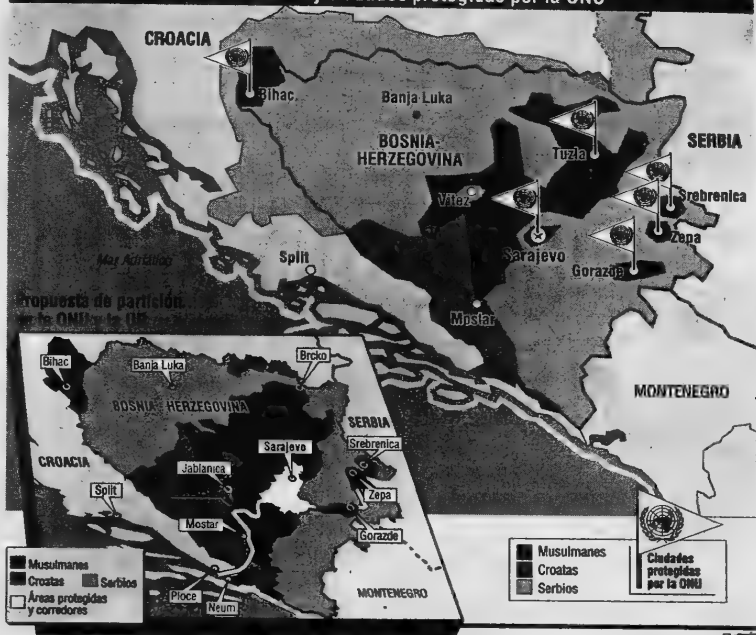 protegidas por la ONU
CROACIA
Bihac
Banja Luka
BOSNIA-
HERZEGOVINA
Tuzla
SERBIA
Vitez
Srebrenica
Sarajevo
Zepa
Gorazde
Mar Adriático
Split
Mostar
Propuesta de partición
MONTENEGRO
Bihac
Banja Luka
Brcko
BOSNIA HERZEGOVINA
SERBIA
Sarajevo
Srebrenica
CROACIA
Jablanica
Split
Zepa
Mostar
Gorazde
Ploce
Neum
MONTENEGRO
Musulmanes
Croatas
Serbios
Áreas protegidas
y corredores
Musulmanes
Croatas
Serbios
Ciudades
protegidas
por la ONU